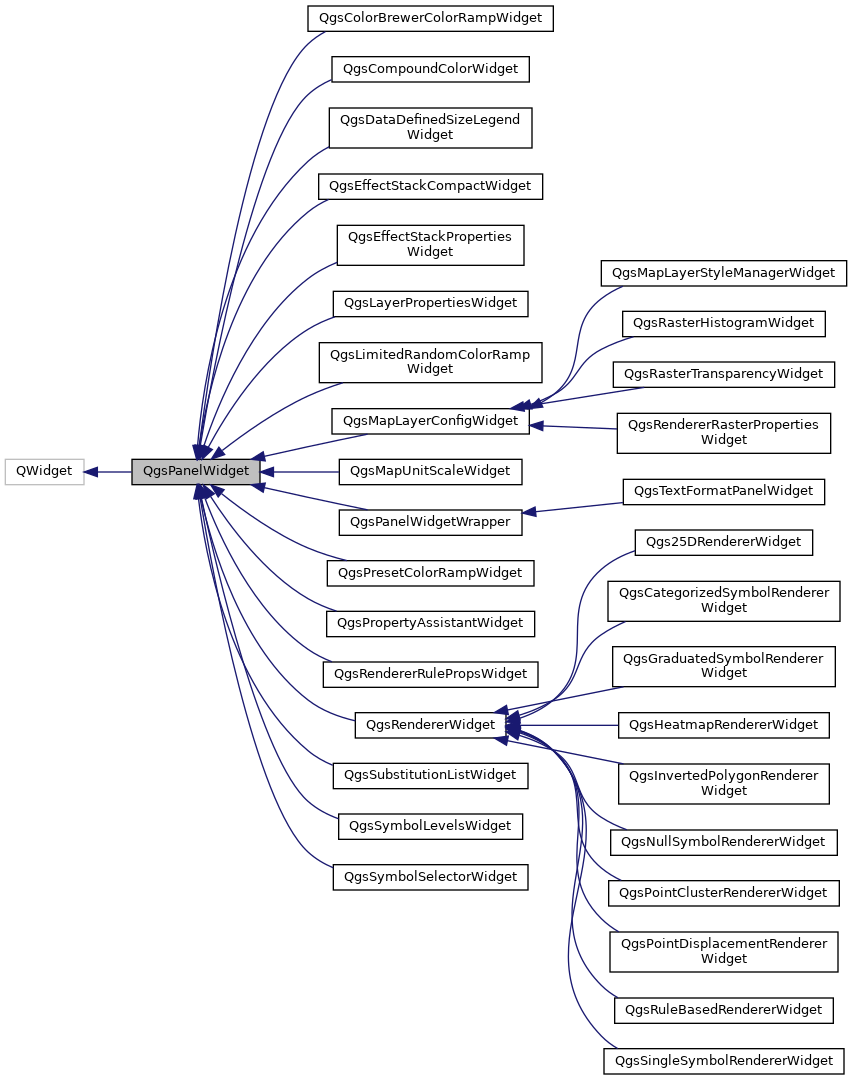 QWidget
QgsPanelWidget
QgsColorBrewerColorRampWidget
QgsCompoundColorWidget
QgsDataDefinedSizeLegend
Widget
QgsEffectStackCompactWidget
QgsEffectStackProperties
Widget
QgsLayerPropertiesWidget
QgsLimitedRandomColorRamp
Widget
QgsMapLayerConfigWidget
QgsMapUnitScaleWidget
QgsPanelWidgetWrapper
QgsPresetColorRampWidget
QgsPropertyAssistantWidget
QgsRendererRulePropsWidget
QgsRendererWidget
QgsSubstitutionListWidget
QgsSymbolLevelsWidget
QgsSymbolSelectorWidget
QgsMapLayerStyleManagerWidget
QgsRasterHistogramWidget
QgsRasterTransparencyWidget
QgsRendererRasterProperties
Widget
QgsTextFormatPanelWidget
Qgs25DRendererWidget
QgsCategorizedSymbolRenderer
Widget
QgsGraduatedSymbolRenderer
Widget
QgsHeatmapRendererWidget
QgsInvertedPolygonRenderer
Widget
QgsNullSymbolRendererWidget
QgsPointClusterRendererWidget
QgsPointDisplacementRenderer
Widget
QgsRuleBasedRendererWidget
QgsSingleSymbolRendererWidget